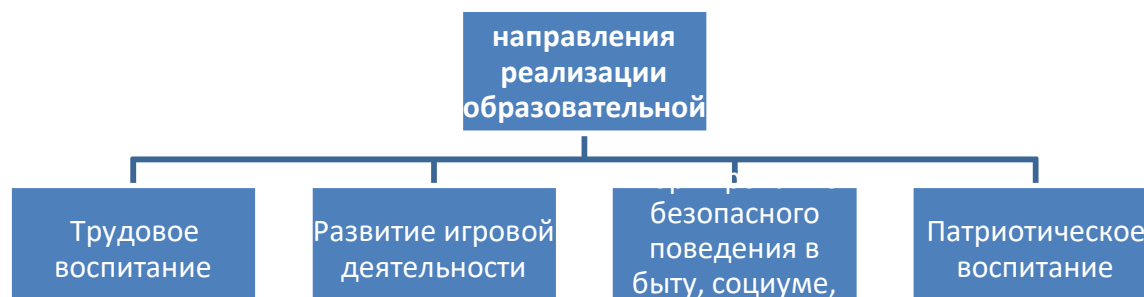 направления
реализации
образовательной
Трудовое
воспитание
Развитие игровой
деятельности
безопасного
поведения в
быту, социуме,
Патриотическое
воспитание